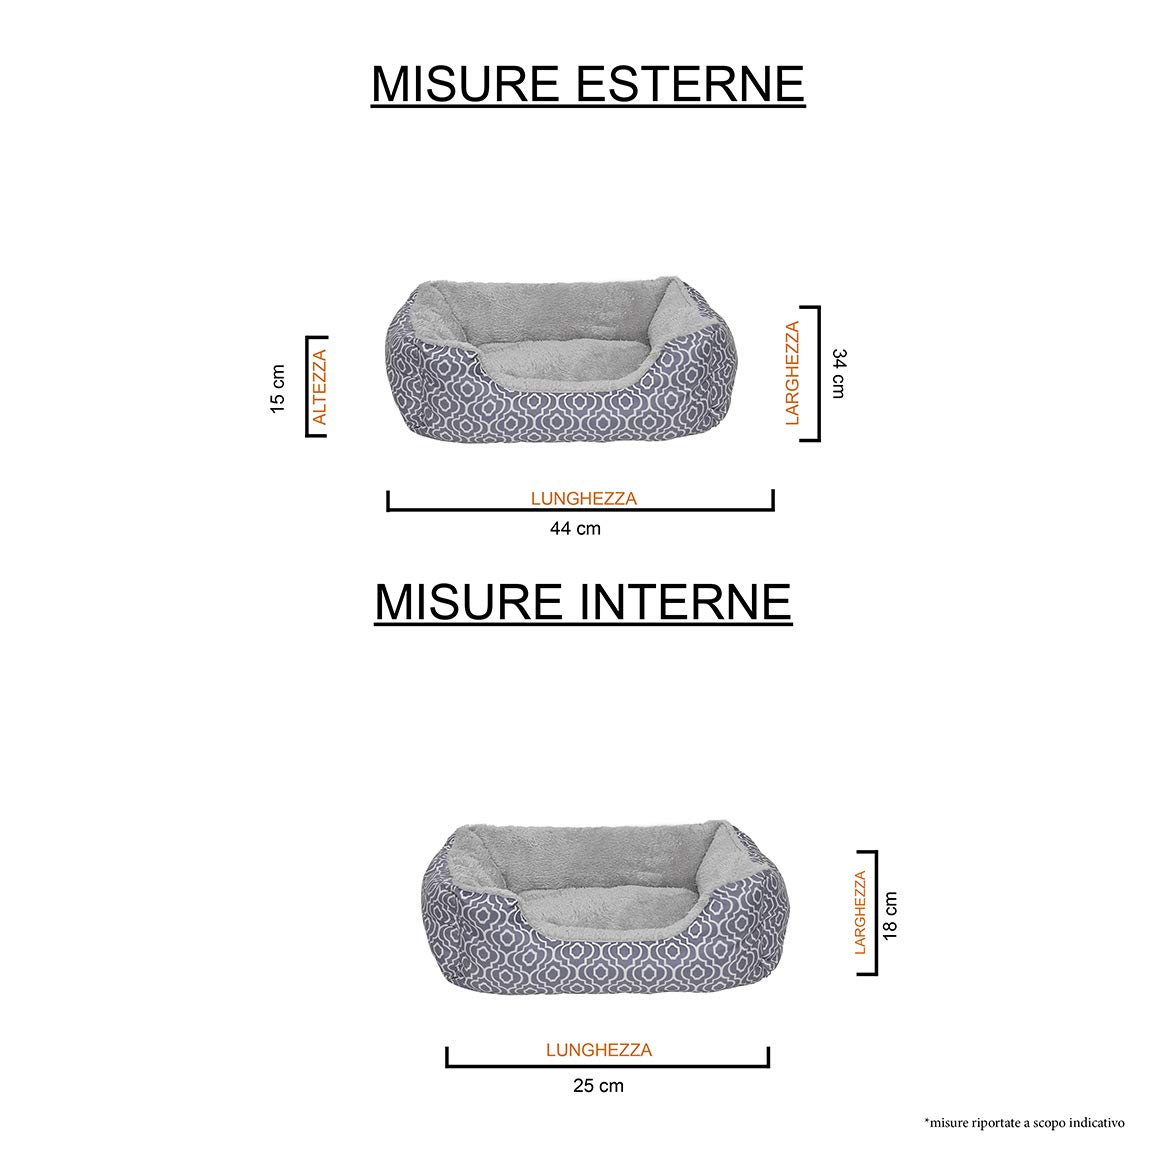 MISURE ESTERNE
15 cm
ALTEZZA
LARGHEZZA
34 cm
LUNGHEZZA
44 cm
MISURE INTERNE
LARGHEZZA
18 cm
LUNGHEZZA
25 cm
*misure riportate a scopo indicativo